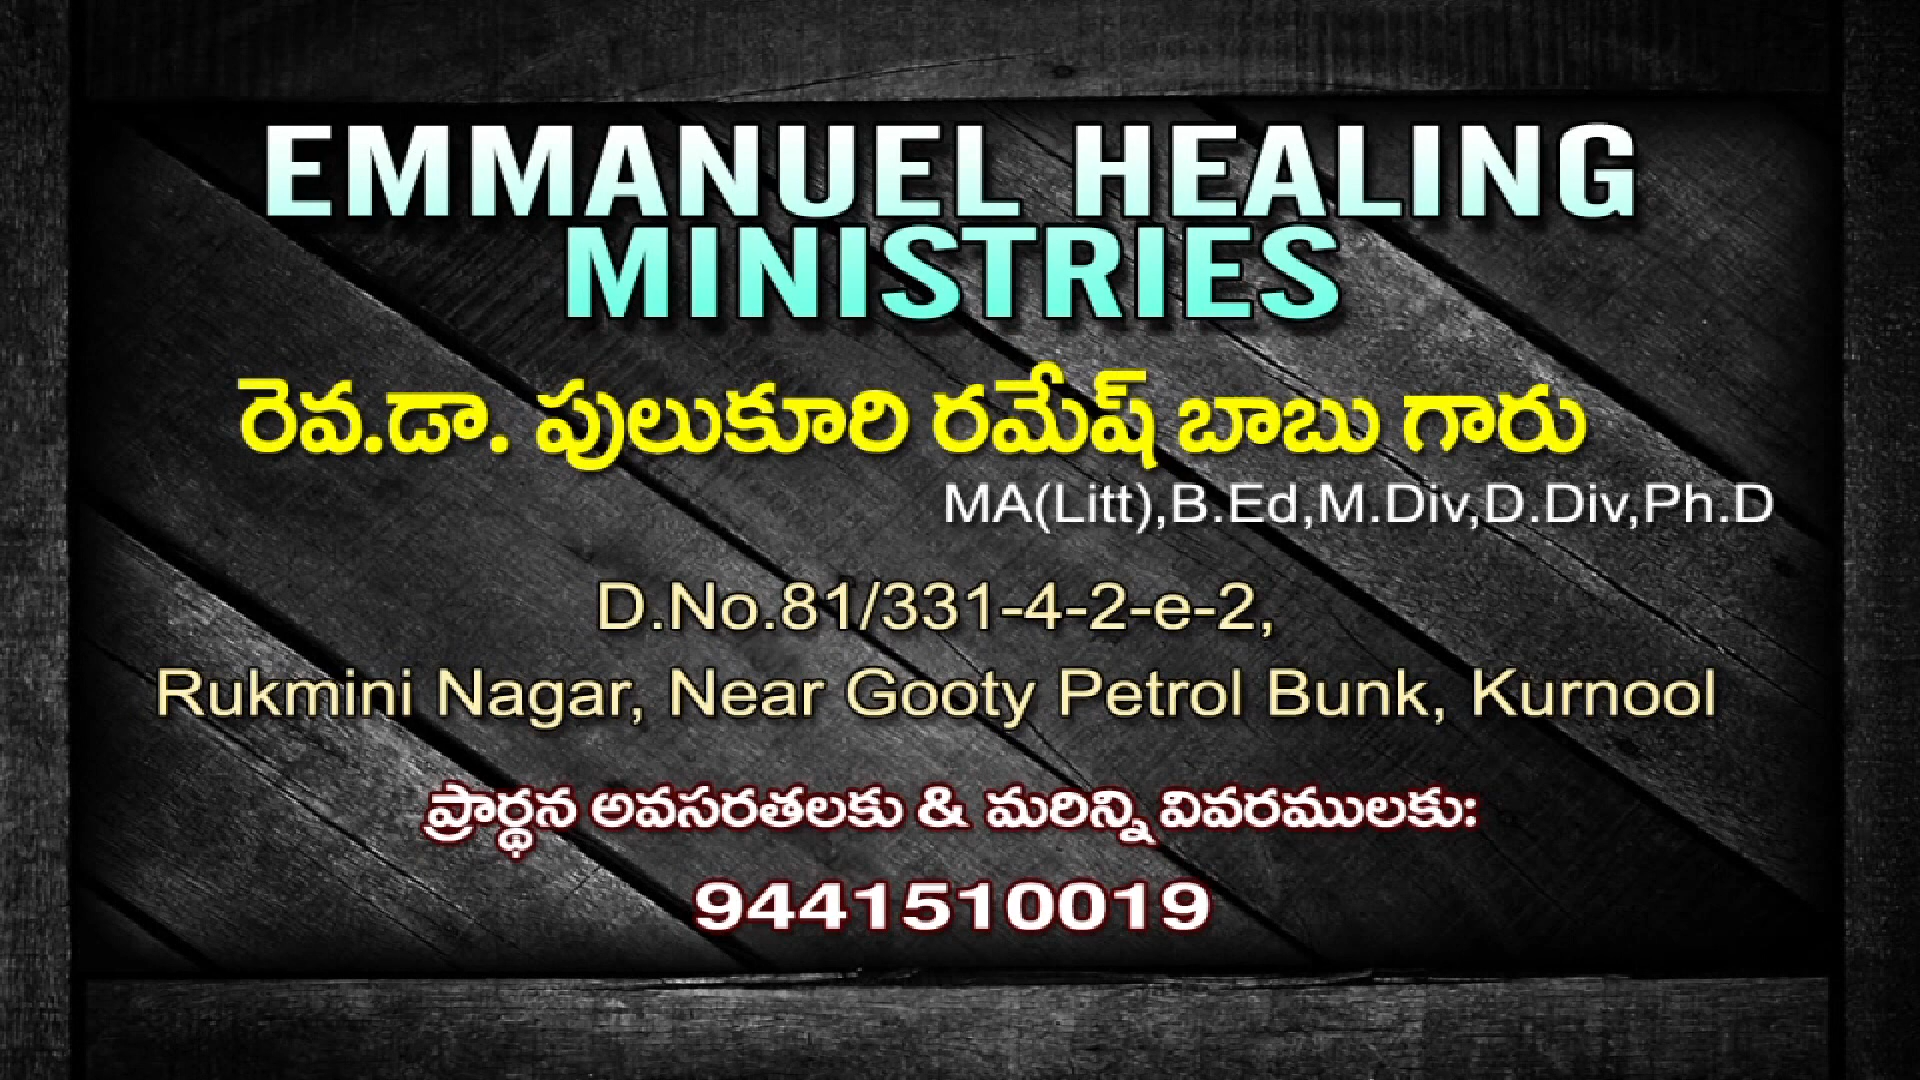 EMMANUEL HEALING
MINISTRIES
రెవ.డా. పులుకూరి రమేష్ బాబు గారు
MA(Litt),B.Ed,M.Div,D.Div,Ph.D
D.No.81/331-4-2-e-2,
Rukmini Nagar, Near Gooty Petrol Bunk, Kurnool
ప్రార్థన అవసరతలకు & మరిన్ని వివరములకు:
9441510019